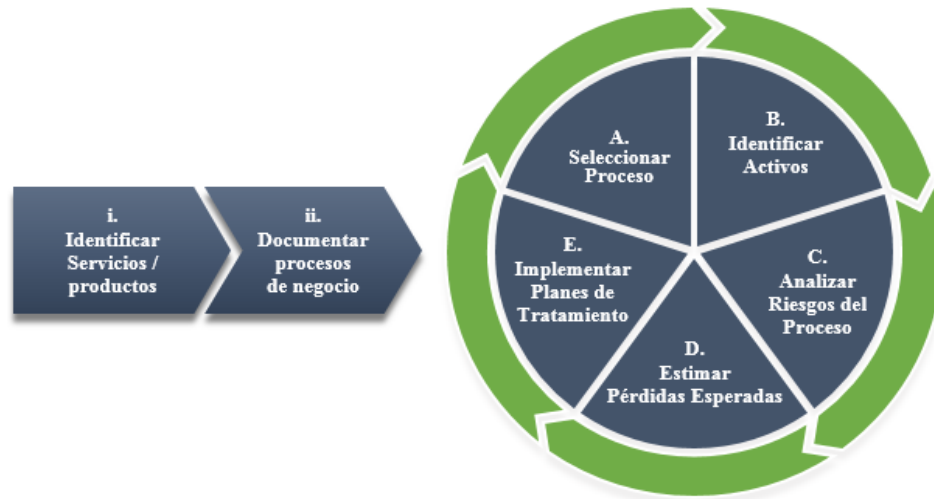 i.
Identificar
Servicios /
productos
ii.
Documentar
procesos
de negocio
A.
Seleccionar
Proceso
B.
Identificar
Activos
C.
Analizar
Riesgos del
Proceso
D.
Estimar
Pérdidas Esperadas
E.
Implementar
Planes de
Tratamiento